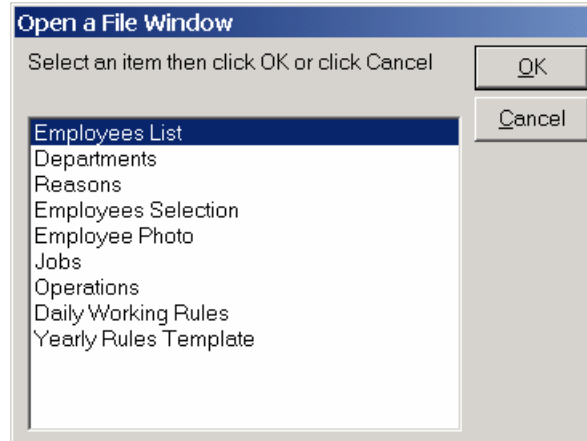 Open a File Window
Select an item then click OK or click Cancel
OK
Cancel
Employees List
Departments
Reasons
Employees Selection
Employee Photo
Jobs
Operations
Daily Working Rules
Yearly Rules Template